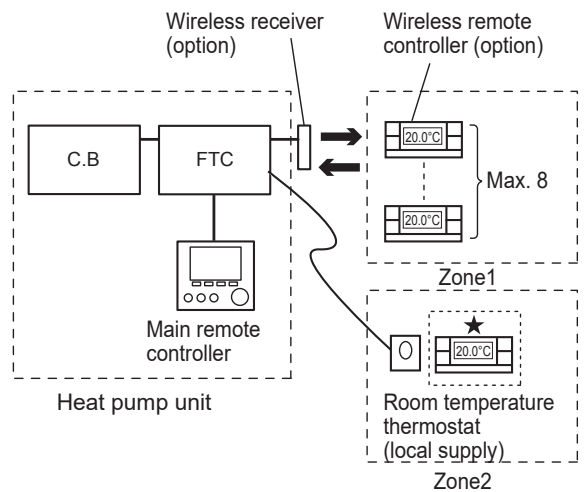 Wireless receiver
(option)
Wireless remote
controller (option)
C.B
FTC
20.0°C
20.0°C
Max. 8
Zone1
Main remote
controller
Heat pump unit
★
20.0°C
Room temperature
thermostat
(local supply)
Zone2